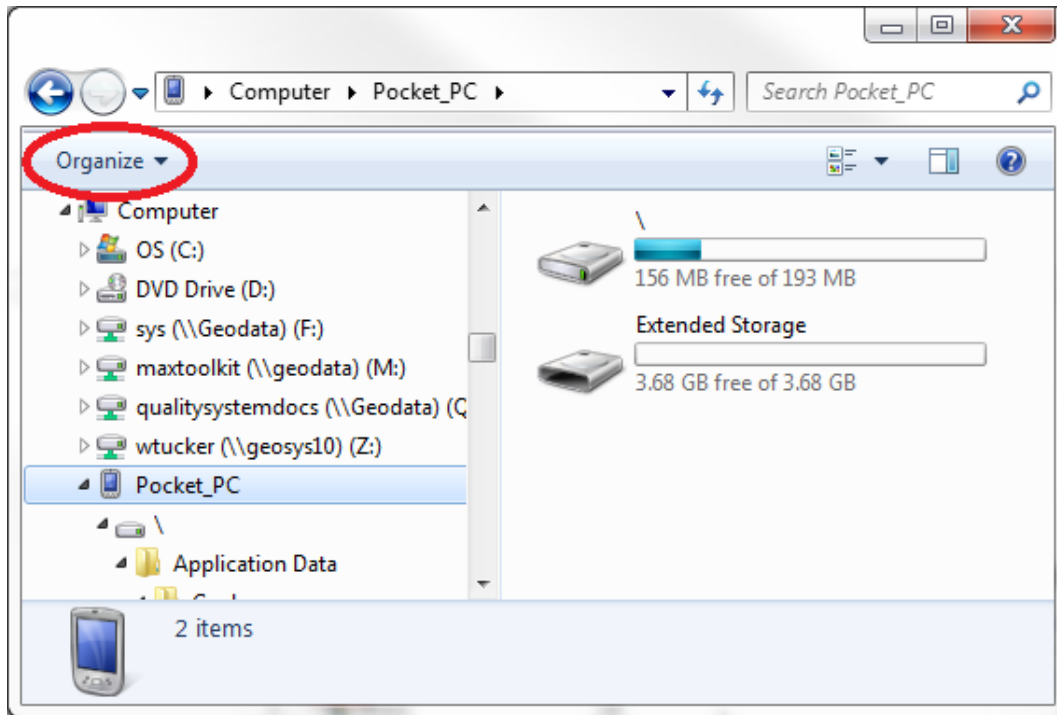 Computer Pocket_PC Search Pocket_PC
Organize
Computer
OS (C:)
DVD Drive (D:)
sys (\\Geodata) (F:)
maxtoolkit (\\geodata) (M:)
qualitysystemdocs (\\Geodata) (Q
wtucker (\\geosys10) (Z:)
Pocket_PC
\
Application Data
\
156 MB free of 193 MB
Extended Storage
3.68 GB free of 3.68 GB
2 items